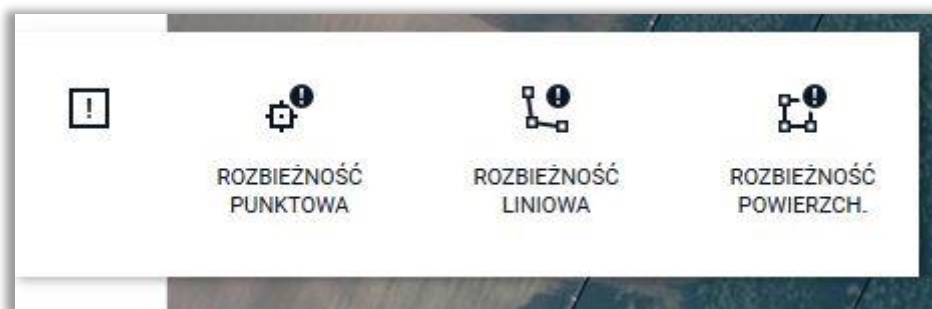 ROZBIEŻNOŚĆ
PUNKTOWA
ROZBIEŻNOŚĆ
LINIOWA
ROZBIEŻNOŚĆ
POWIERZCH.